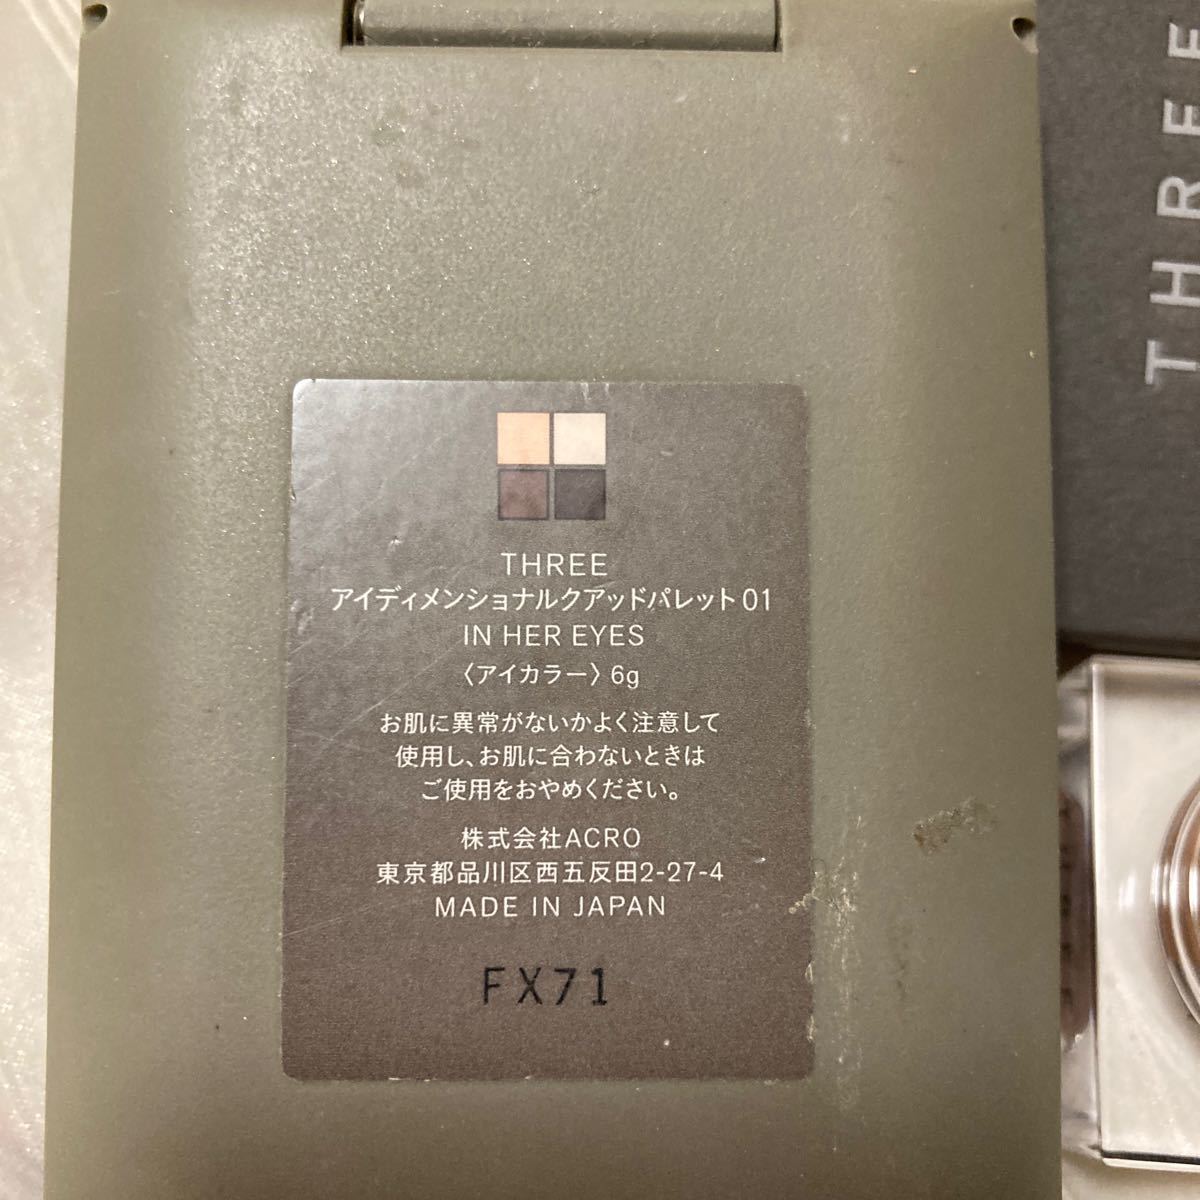 THREE
アイディメンショナルクアッドパレット01
IN HER EYES
〈アイカラー〉6g
お肌に異常がないかよく注意して
使用し、お肌に合わないときは
ご使用をおやめください。
株式会社ACRO
東京都品川区西五反田2-27-4
MADE IN JAPAN
FX71
THREE